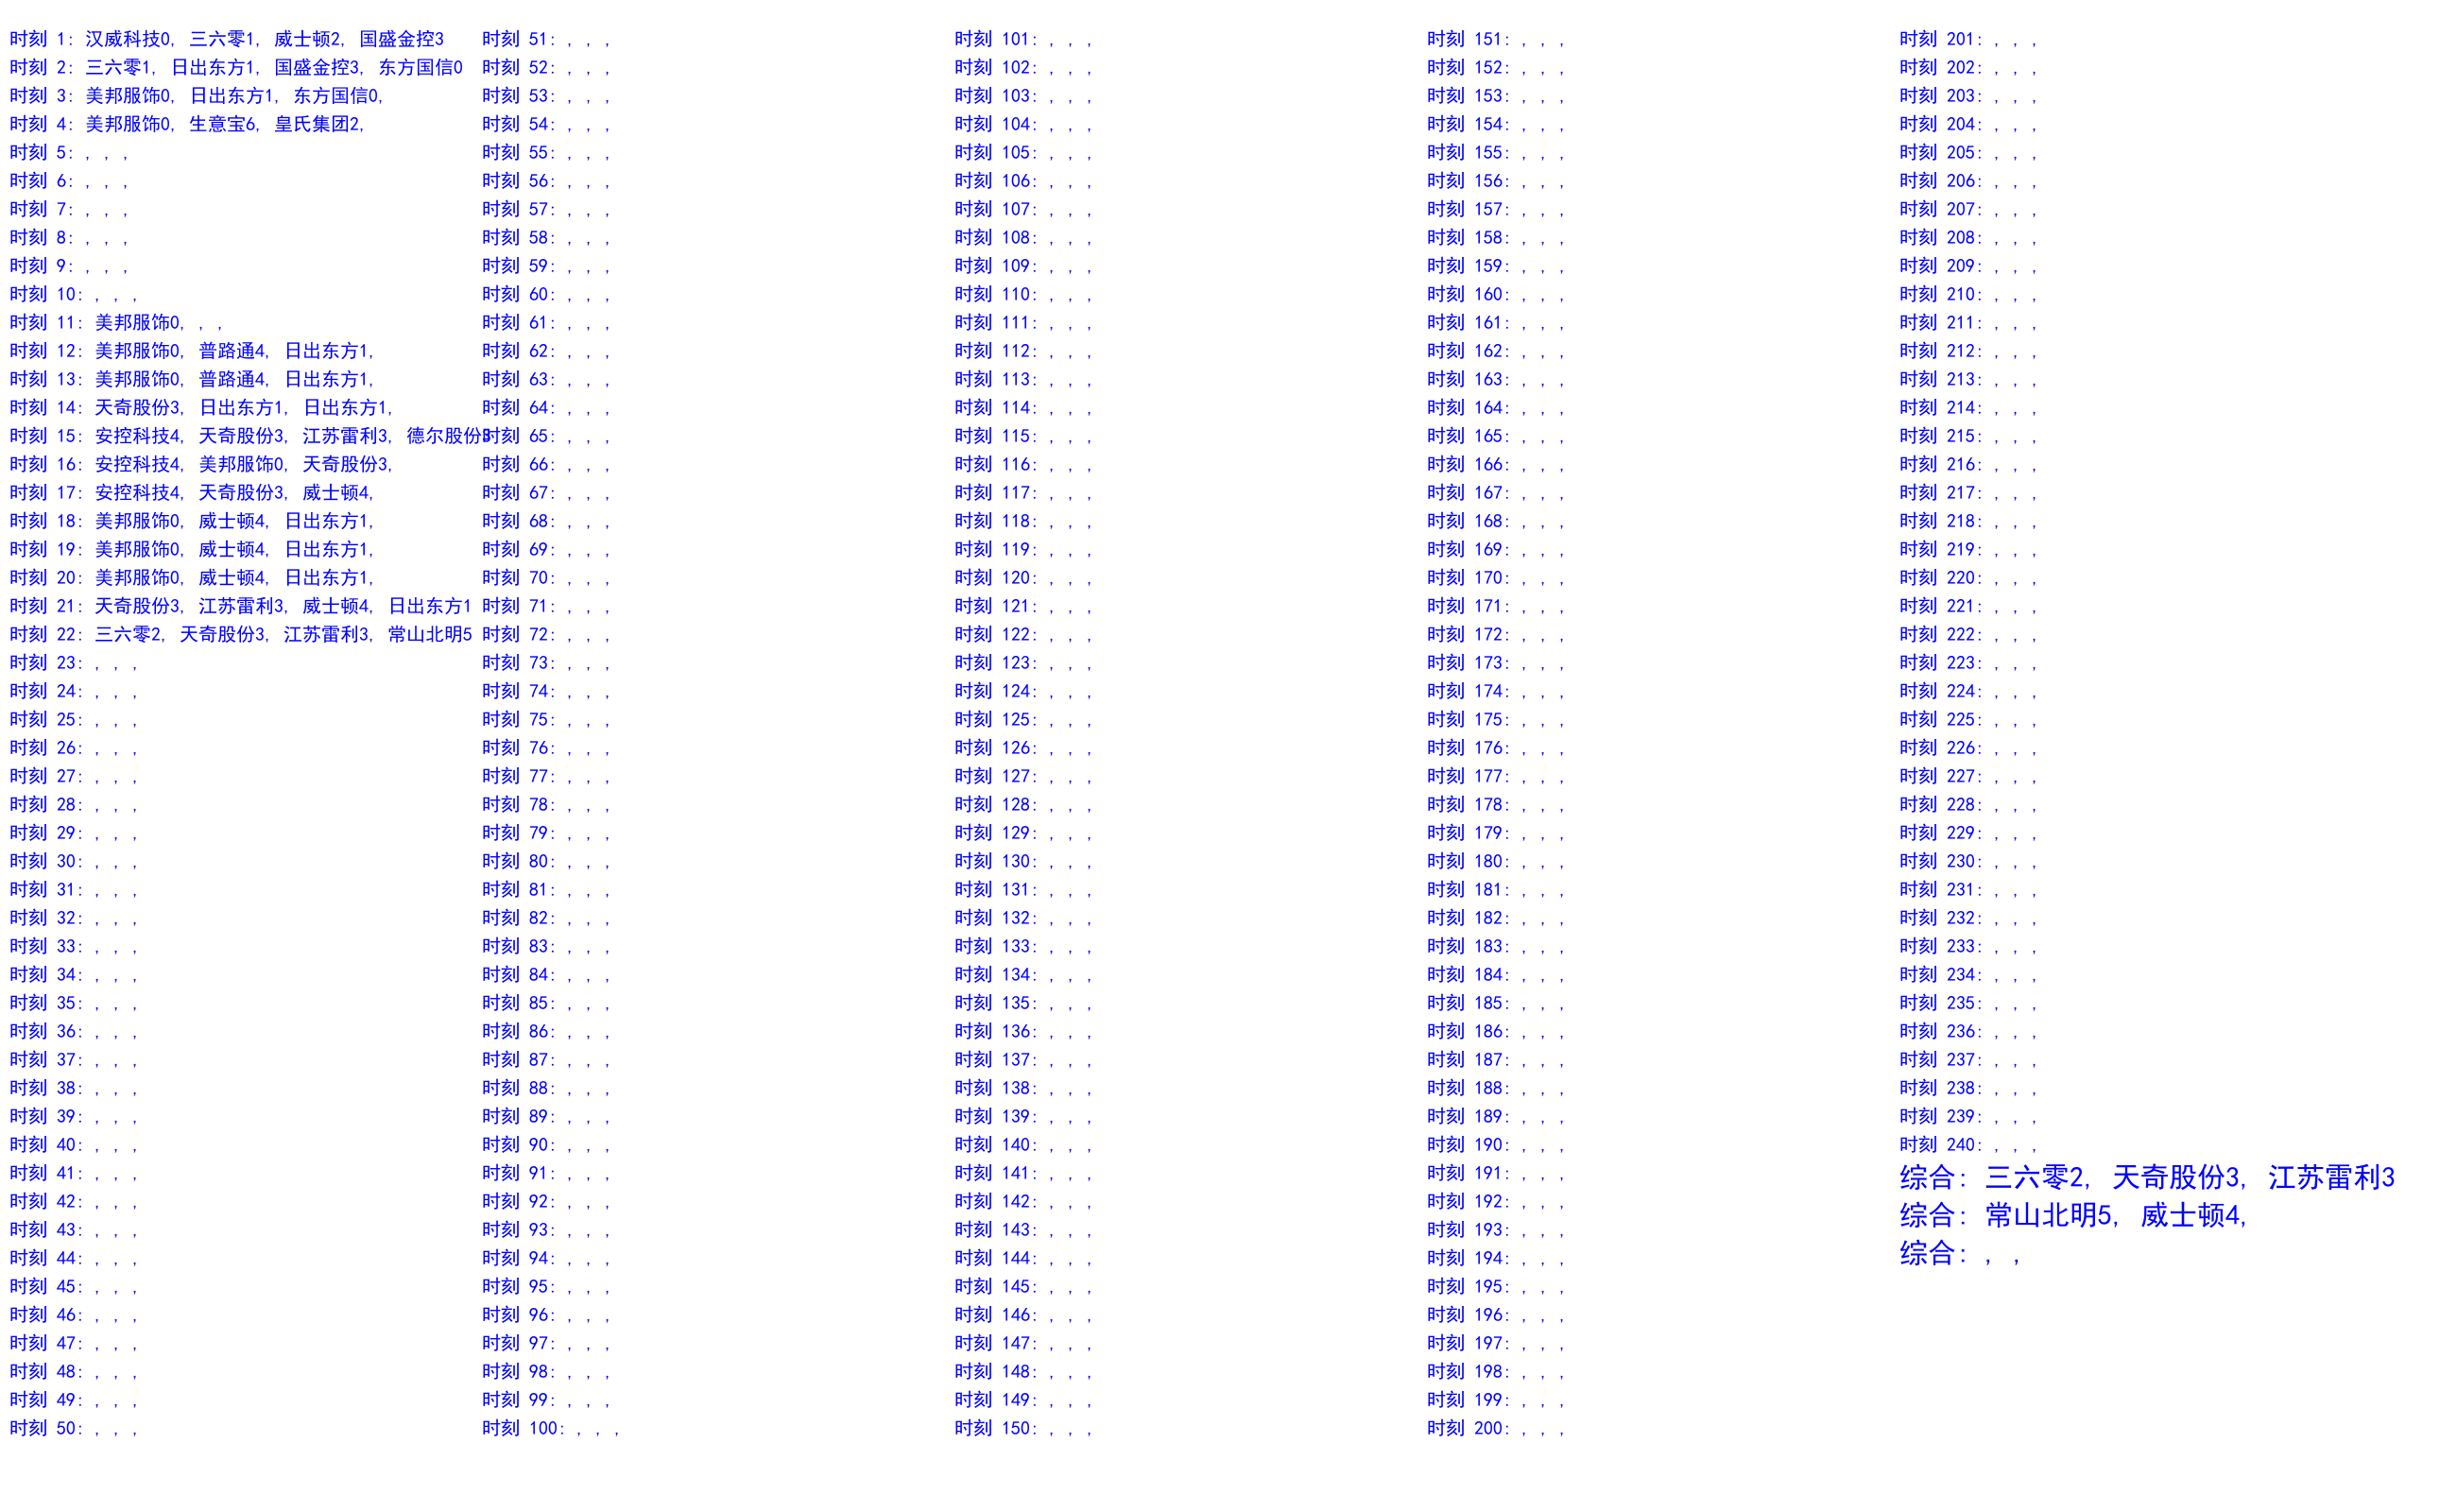 时刻 1: 汉威科技0, 三六零1, 威士顿2, 国盛金控3
时刻 2: 三六零1, 日出东方1, 国盛金控3, 东方国信0
时刻 3: 美邦服饰0, 日出东方1, 东方国信0,
时刻 4: 美邦服饰0, 生意宝6, 皇氏集团2,
时刻 5: , , ,
时刻 6: , , ,
时刻 7: , , ,
时刻 8: , , ,
时刻 9: , , ,
时刻 10: , , ,
时刻 11: 美邦服饰0, , ,
时刻 12: 美邦服饰0, 普路通4, 日出东方1,
时刻 13: 美邦服饰0, 普路通4, 日出东方1,
时刻 14: 天奇股份3, 日出东方1, 日出东方1,
时刻 15: 安控科技4, 天奇股份3, 江苏雷利3, 德尔股份3
时刻 16: 安控科技4, 美邦服饰0, 天奇股份3,
时刻 17: 安控科技4, 天奇股份3, 威士顿4,
时刻 18: 美邦服饰0, 威士顿4, 日出东方1,
时刻 19: 美邦服饰0, 威士顿4, 日出东方1,
时刻 20: 美邦服饰0, 威士顿4, 日出东方1,
时刻 21: 天奇股份3, 江苏雷利3, 威士顿4, 日出东方1
时刻 22: 三六零2, 天奇股份3, 江苏雷利3, 常山北明5
时刻 23: , , ,
时刻 24: , , ,
时刻 25: , , ,
时刻 26: , , ,
时刻 27: , , ,
时刻 28: , , ,
时刻 29: , , ,
时刻 30: , , ,
时刻 31: , , ,
时刻 32: , , ,
时刻 33: , , ,
时刻 34: , , ,
时刻 35: , , ,
时刻 36: , , ,
时刻 37: , , ,
时刻 38: , , ,
时刻 39: , , ,
时刻 40: , , ,
时刻 41: , , ,
时刻 42: , , ,
时刻 43: , , ,
时刻 44: , , ,
时刻 45: , , ,
时刻 46: , , ,
时刻 47: , , ,
时刻 48: , , ,
时刻 49: , , ,
时刻 50: , , ,
时刻 51: , , ,
时刻 52: , , ,
时刻 53: , , ,
时刻 54: , , ,
时刻 55: , , ,
时刻 56: , , ,
时刻 57: , , ,
时刻 58: , , ,
时刻 59: , , ,
时刻 60: , , ,
时刻 61: , , ,
时刻 62: , , ,
时刻 63: , , ,
时刻 64: , , ,
时刻 65: , , ,
时刻 66: , , ,
时刻 67: , , ,
时刻 68: , , ,
时刻 69: , , ,
时刻 70: , , ,
时刻 71: , , ,
时刻 72: , , ,
时刻 73: , , ,
时刻 74: , , ,
时刻 75: , , ,
时刻 76: , , ,
时刻 77: , , ,
时刻 78: , , ,
时刻 79: , , ,
时刻 80: , , ,
时刻 81: , , ,
时刻 82: , , ,
时刻 83: , , ,
时刻 84: , , ,
时刻 85: , , ,
时刻 86: , , ,
时刻 87: , , ,
时刻 88: , , ,
时刻 89: , , ,
时刻 90: , , ,
时刻 91: , , ,
时刻 92: , , ,
时刻 93: , , ,
时刻 94: , , ,
时刻 95: , , ,
时刻 96: , , ,
时刻 97: , , ,
时刻 98: , , ,
时刻 99: , , ,
时刻 100: , , ,
时刻 101: , , ,
时刻 102: , , ,
时刻 103: , , ,
时刻 104: , , ,
时刻 105: , , ,
时刻 106: , , ,
时刻 107: , , ,
时刻 108: , , ,
时刻 109: , , ,
时刻 110: , , ,
时刻 111: , , ,
时刻 112: , , ,
时刻 113: , , ,
时刻 114: , , ,
时刻 115: , , ,
时刻 116: , , ,
时刻 117: , , ,
时刻 118: , , ,
时刻 119: , , ,
时刻 120: , , ,
时刻 121: , , ,
时刻 122: , , ,
时刻 123: , , ,
时刻 124: , , ,
时刻 125: , , ,
时刻 126: , , ,
时刻 127: , , ,
时刻 128: , , ,
时刻 129: , , ,
时刻 130: , , ,
时刻 131: , , ,
时刻 132: , , ,
时刻 133: , , ,
时刻 134: , , ,
时刻 135: , , ,
时刻 136: , , ,
时刻 137: , , ,
时刻 138: , , ,
时刻 139: , , ,
时刻 140: , , ,
时刻 141: , , ,
时刻 142: , , ,
时刻 143: , , ,
时刻 144: , , ,
时刻 145: , , ,
时刻 146: , , ,
时刻 147: , , ,
时刻 148: , , ,
时刻 149: , , ,
时刻 150: , , ,
时刻 151: , , ,
时刻 152: , , ,
时刻 153: , , ,
时刻 154: , , ,
时刻 155: , , ,
时刻 156: , , ,
时刻 157: , , ,
时刻 158: , , ,
时刻 159: , , ,
时刻 160: , , ,
时刻 161: , , ,
时刻 162: , , ,
时刻 163: , , ,
时刻 164: , , ,
时刻 165: , , ,
时刻 166: , , ,
时刻 167: , , ,
时刻 168: , , ,
时刻 169: , , ,
时刻 170: , , ,
时刻 171: , , ,
时刻 172: , , ,
时刻 173: , , ,
时刻 174: , , ,
时刻 175: , , ,
时刻 176: , , ,
时刻 177: , , ,
时刻 178: , , ,
时刻 179: , , ,
时刻 180: , , ,
时刻 181: , , ,
时刻 182: , , ,
时刻 183: , , ,
时刻 184: , , ,
时刻 185: , , ,
时刻 186: , , ,
时刻 187: , , ,
时刻 188: , , ,
时刻 189: , , ,
时刻 190: , , ,
时刻 191: , , ,
时刻 192: , , ,
时刻 193: , , ,
时刻 194: , , ,
时刻 195: , , ,
时刻 196: , , ,
时刻 197: , , ,
时刻 198: , , ,
时刻 199: , , ,
时刻 200: , , ,
时刻 201: , , ,
时刻 202: , , ,
时刻 203: , , ,
时刻 204: , , ,
时刻 205: , , ,
时刻 206: , , ,
时刻 207: , , ,
时刻 208: , , ,
时刻 209: , , ,
时刻 210: , , ,
时刻 211: , , ,
时刻 212: , , ,
时刻 213: , , ,
时刻 214: , , ,
时刻 215: , , ,
时刻 216: , , ,
时刻 217: , , ,
时刻 218: , , ,
时刻 219: , , ,
时刻 220: , , ,
时刻 221: , , ,
时刻 222: , , ,
时刻 223: , , ,
时刻 224: , , ,
时刻 225: , , ,
时刻 226: , , ,
时刻 227: , , ,
时刻 228: , , ,
时刻 229: , , ,
时刻 230: , , ,
时刻 231: , , ,
时刻 232: , , ,
时刻 233: , , ,
时刻 234: , , ,
时刻 235: , , ,
时刻 236: , , ,
时刻 237: , , ,
时刻 238: , , ,
时刻 239: , , ,
时刻 240: , , ,
综合: 三六零2, 天奇股份3, 江苏雷利3
综合: 常山北明5, 威士顿4,
综合: , ,